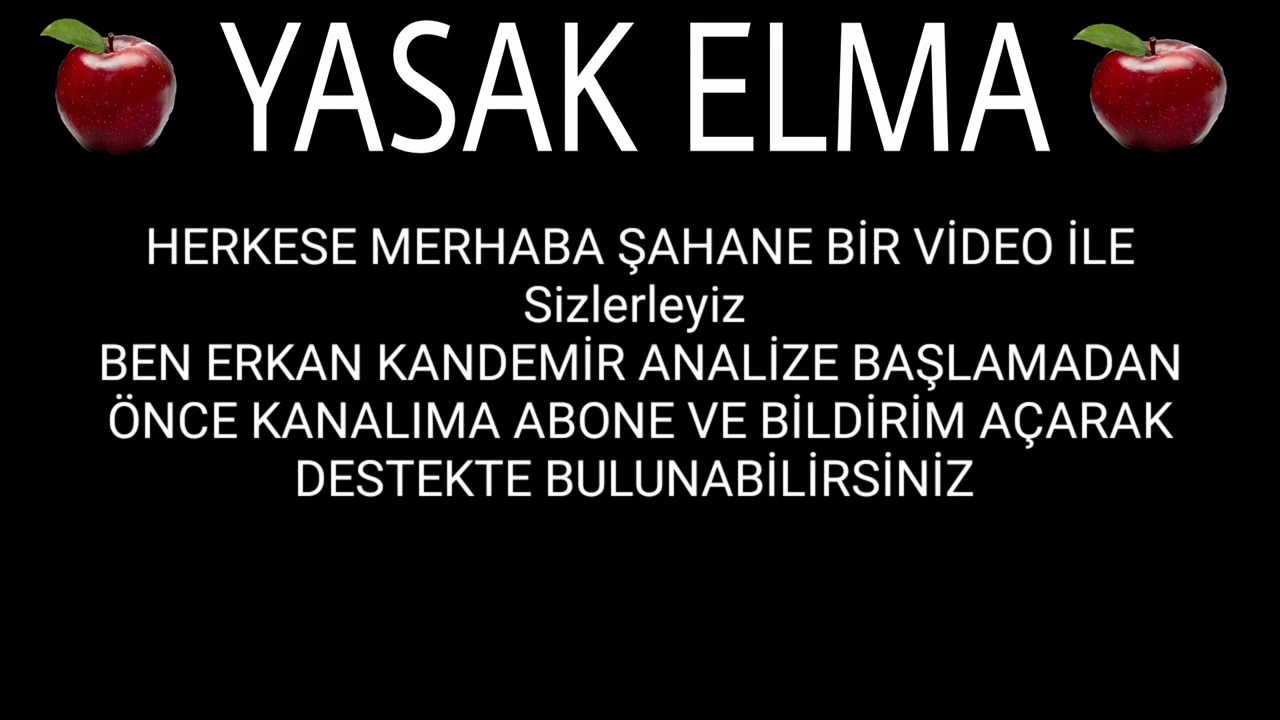 YASAK ELMA
HERKESE MERHABA ŞAHANE BİR VİDEO İLE
Sizlerleyiz
BEN ERKAN KANDEMİR ANALİZE BAŞLAMADAN
ÖNCE KANALIMA ABONE VE BİLDİRİM AÇARAK
DESTEKTE BULUNABİLİRSİNİZ